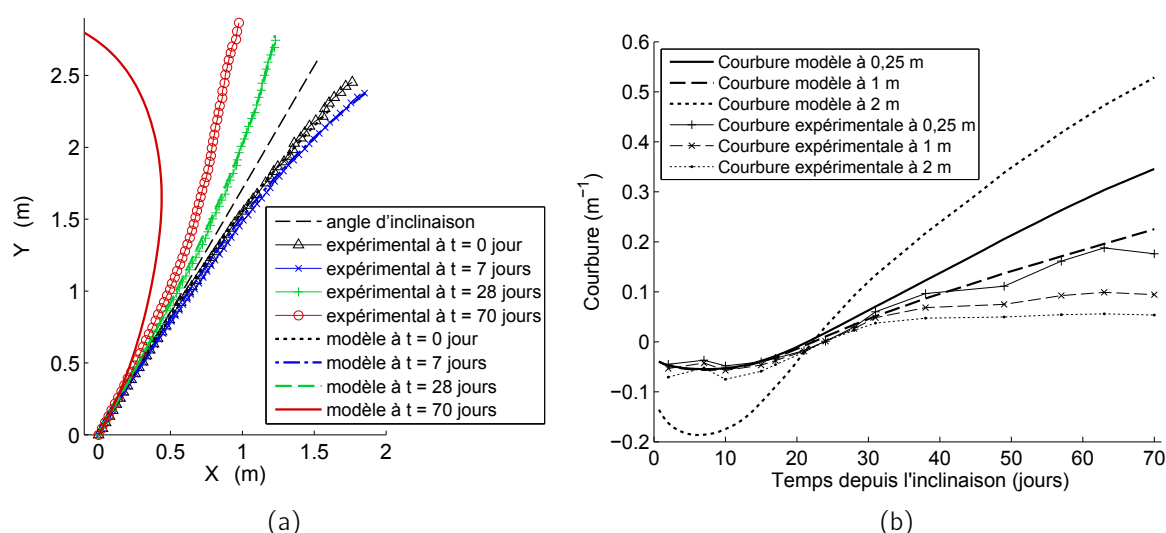 2.5
2
1.5
1
0.5
0
Y (m)
0
0.5
1
1.5
2
X (m)
angle d'inclinaison
expérimental à t = 0 jour
expérimental à t = 7 jours
expérimental à t = 28 jours
expérimental à t = 70 jours
modèle à t = 0 jour
modèle à t = 7 jours
modèle à t = 28 jours
modèle à t = 70 jours
(a)
0.6
0.5
0.4
0.3
0.2
0.1
0
−0.1
−0.2
Courbure (m⁻¹)
Courbure modèle à 0,25 m
Courbure modèle à 1 m
Courbure modèle à 2 m
Courbure expérimentale à 0,25 m
Courbure expérimentale à 1 m
Courbure expérimentale à 2 m
0
10
20
30
40
50
60
70
Temps depuis l'inclinaison (jours)
(b)